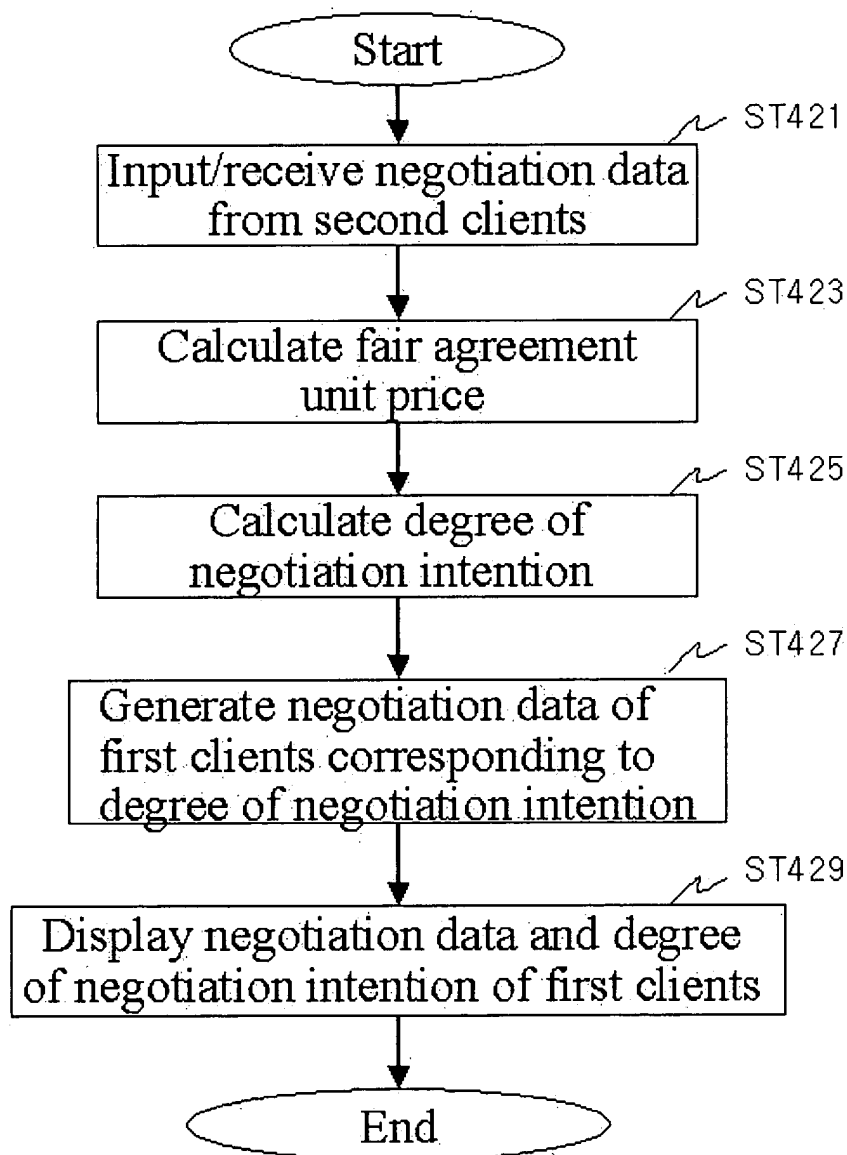 Start
ST421
Input/receive negotiation data
from second clients
ST423
Calculate fair agreement
unit price
ST425
Calculate degree of
negotiation intention
ST427
Generate negotiation data of
first clients corresponding to
degree of negotiation intention
ST429
Display negotiation data and degree
of negotiation intention of first clients
End